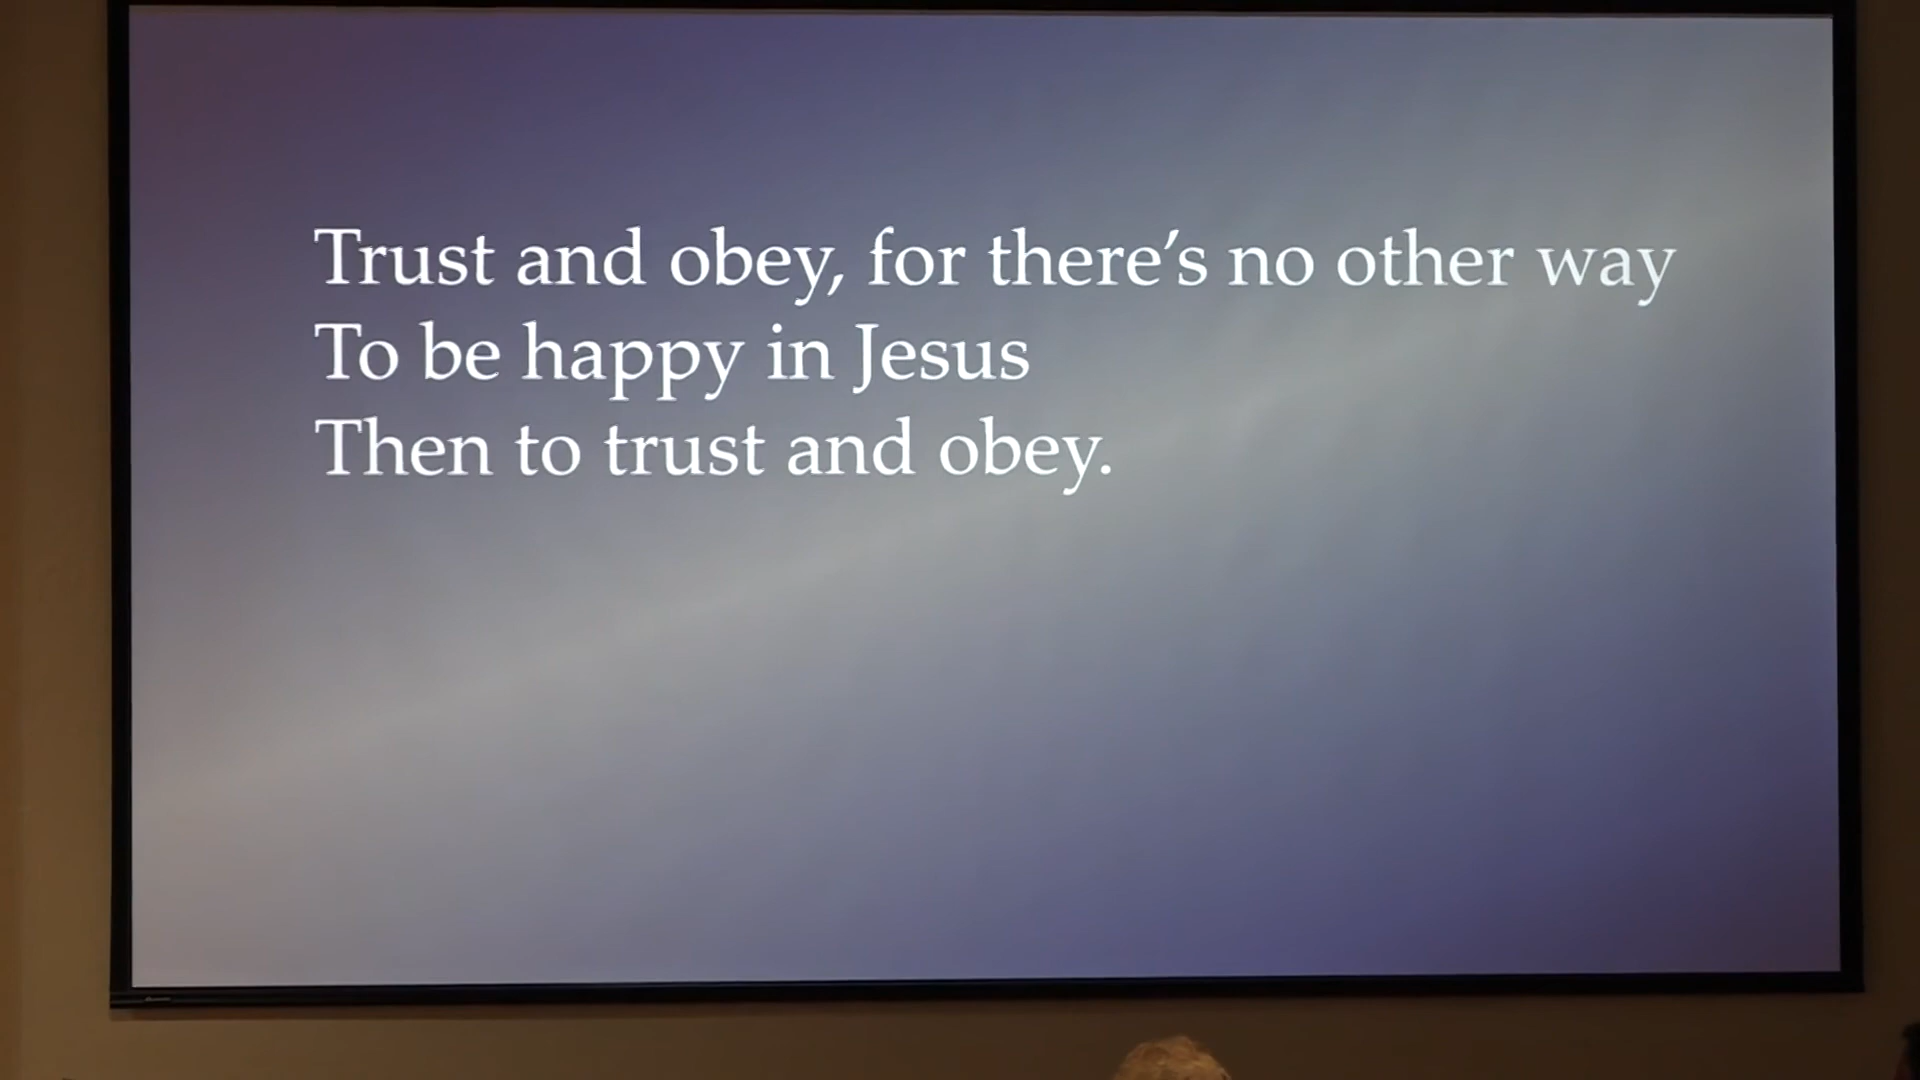 Trust and obey, for there’s no other way
To be happy in Jesus
Then to trust and obey.